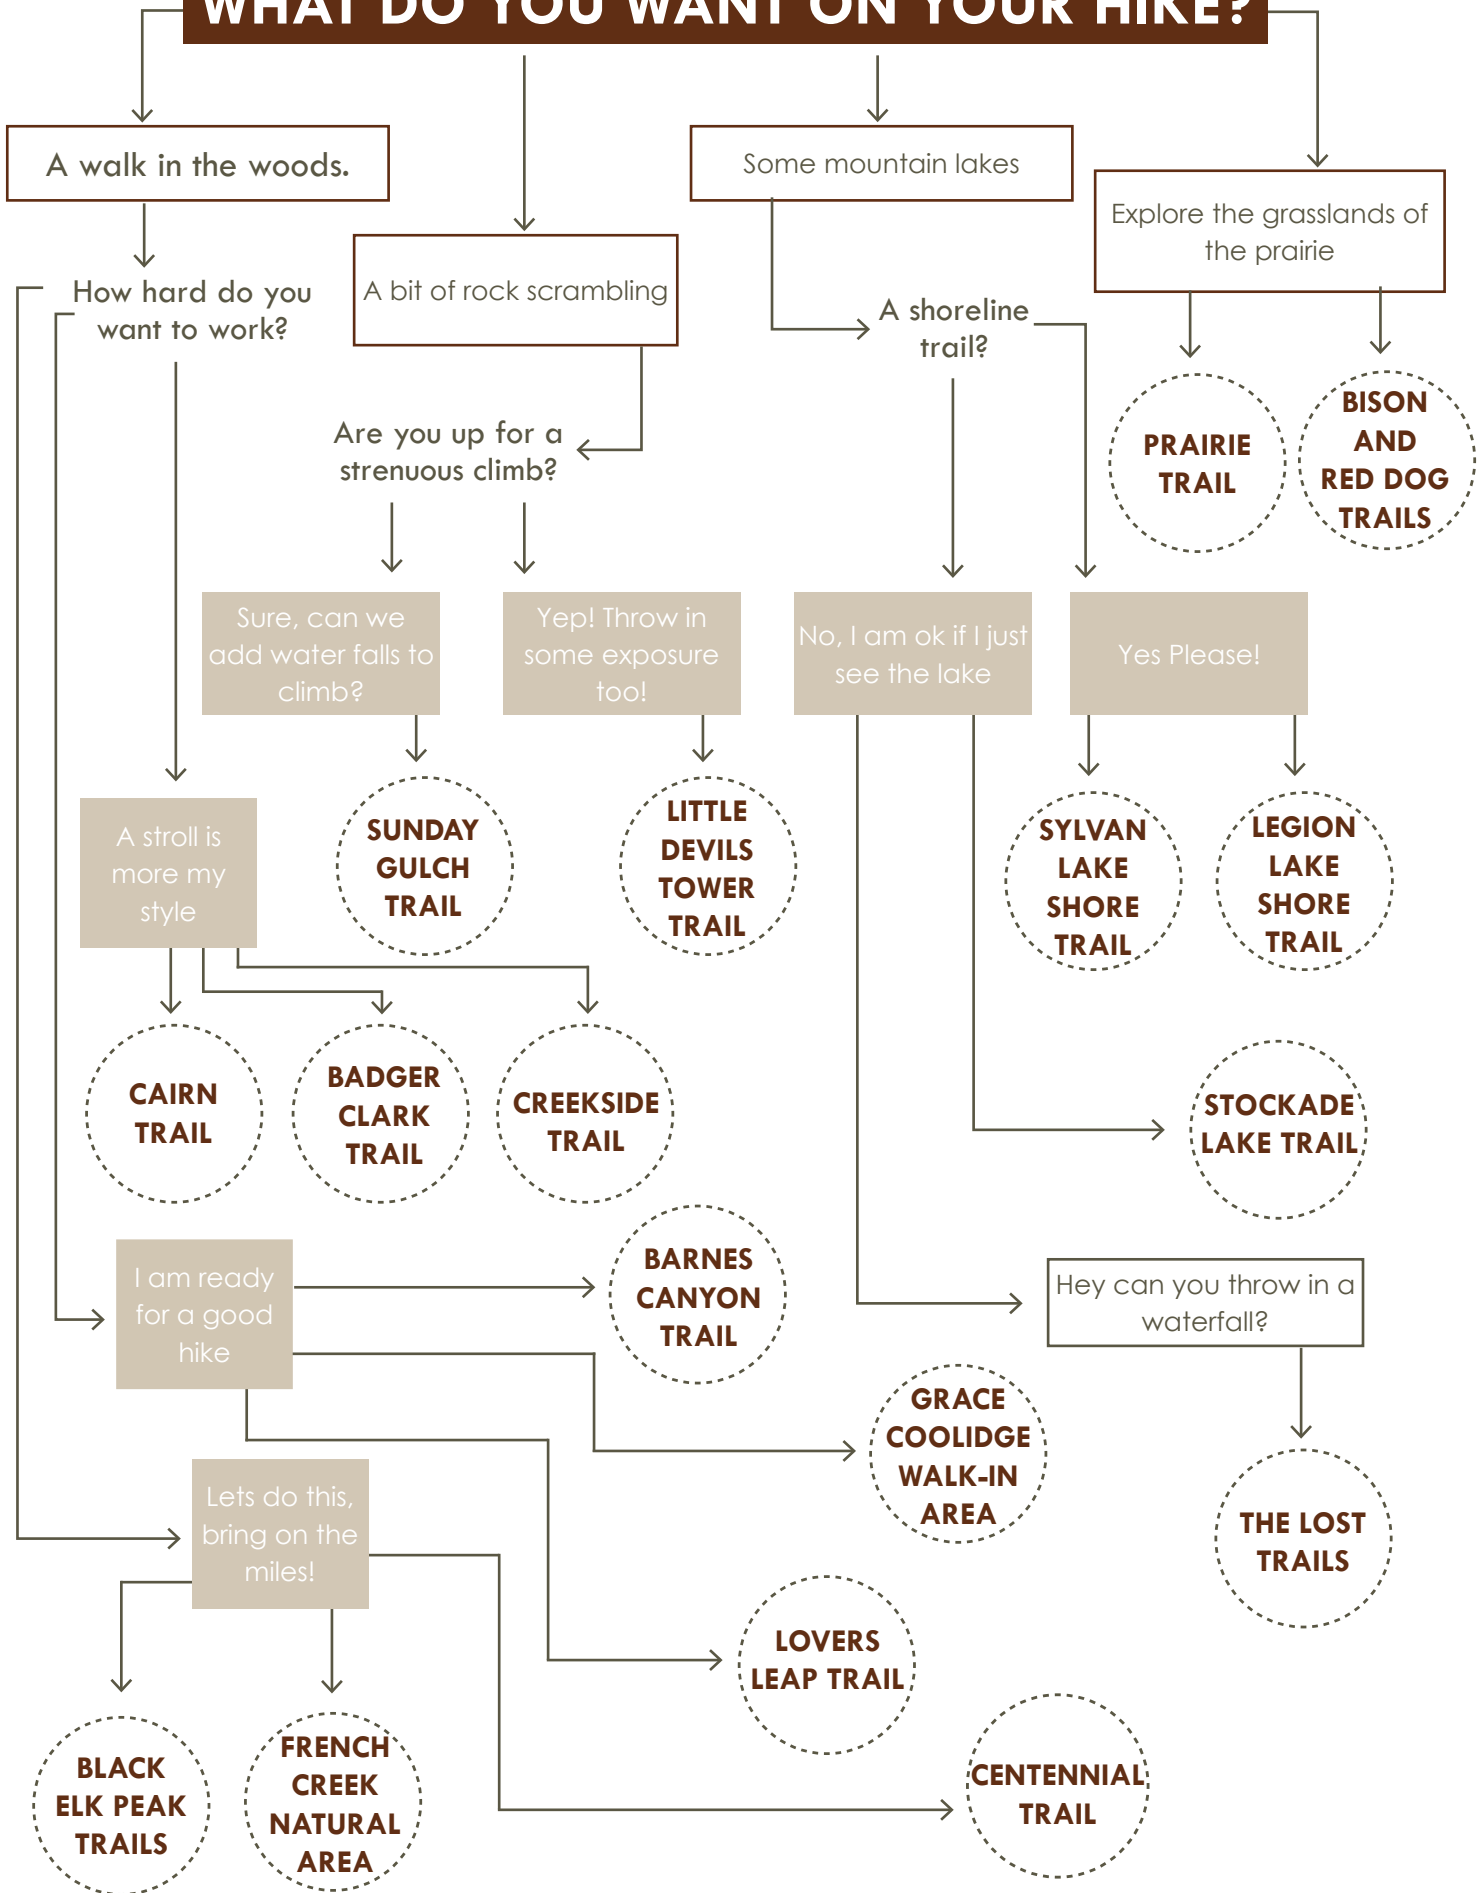 WHAT DO YOU WANT ON YOUR HIKE?
A walk in the woods.
Some mountain lakes
Explore the grasslands of
the prairie
How hard do you
want to work?
A bit of rock scrambling
A shoreline
trail?
Are you up for a
strenuous climb?
PRAIRIE
TRAIL
BISON
AND
RED DOG
TRAILS
Sure, can we
add water falls to
climb?
Yep! Throw in
some exposure
too!
No, I am ok if I just
see the lake
Yes Please!
A stroll is
more my
style
SUNDAY
GULCH
TRAIL
LITTLE
DEVILS
TOWER
TRAIL
SYLVAN
LAKE
SHORE
TRAIL
LEGION
LAKE
SHORE
TRAIL
CAIRN
TRAIL
BADGER
CLARK
TRAIL
CREEKSIDE
TRAIL
STOCKADE
LAKE TRAIL
I am ready
for a good
hike
BARNES
CANYON
TRAIL
Hey can you throw in a
waterfall?
GRACE
COOLIDGE
WALK-IN
AREA
Lets do this,
bring on the
miles!
THE LOST
TRAILS
LOVERS
LEAP TRAIL
BLACK
ELK PEAK
TRAILS
FRENCH
CREEK
NATURAL
AREA
CENTENNIAL
TRAIL